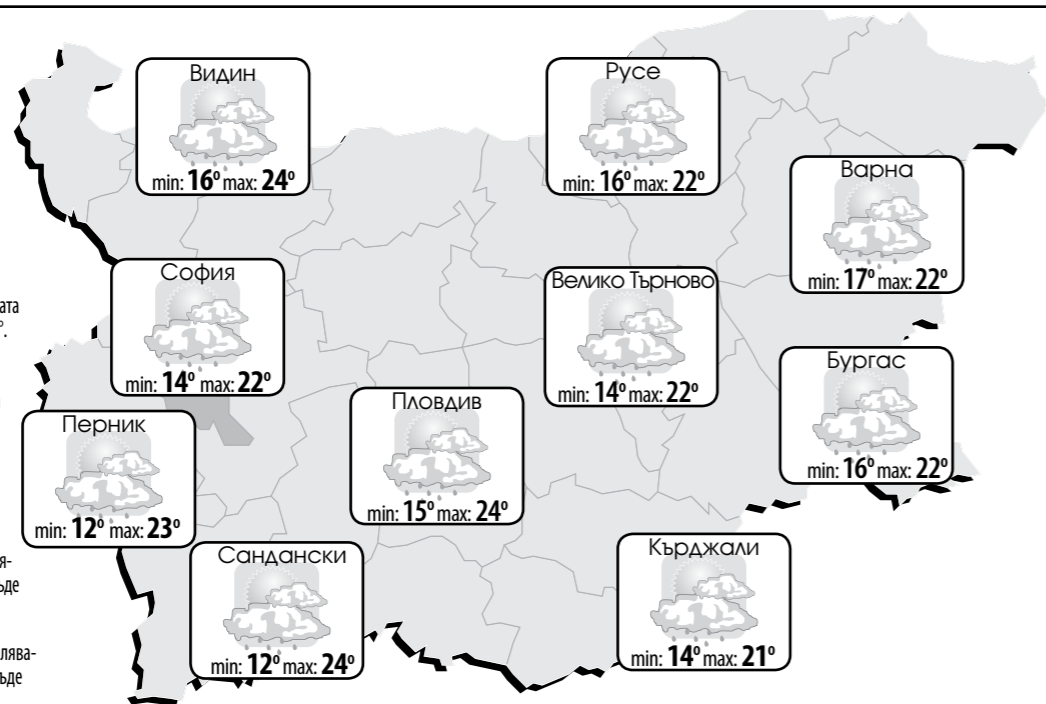 Видин
min: 16° max: 24°
Русе
min: 16° max: 22°
Варна
min: 17° max: 22°
София
min: 14° max: 22°
Велико Търново
min: 14° max: 22°
Бургас
min: 16° max: 22°
Пловдив
min: 15° max: 24°
Перник
min: 12° max: 23°
Сандански
min: 12° max: 24°
Кърджали
min: 14° max: 21°